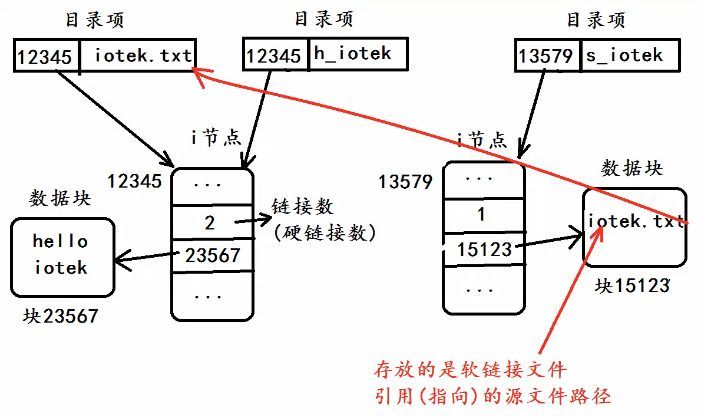 目录项
目录项
目录项
12345 iotek.txt
12345 h_iotek
13579 s_iotek
i节点
i节点
12345
13579
...
...
数据块
数据块
2
链接数
(硬链接数)
1
hello
iotek
23567
15123
iotek.txt
...
...
块23567
块15123
存放的是软链接文件
引用(指向)的源文件路径